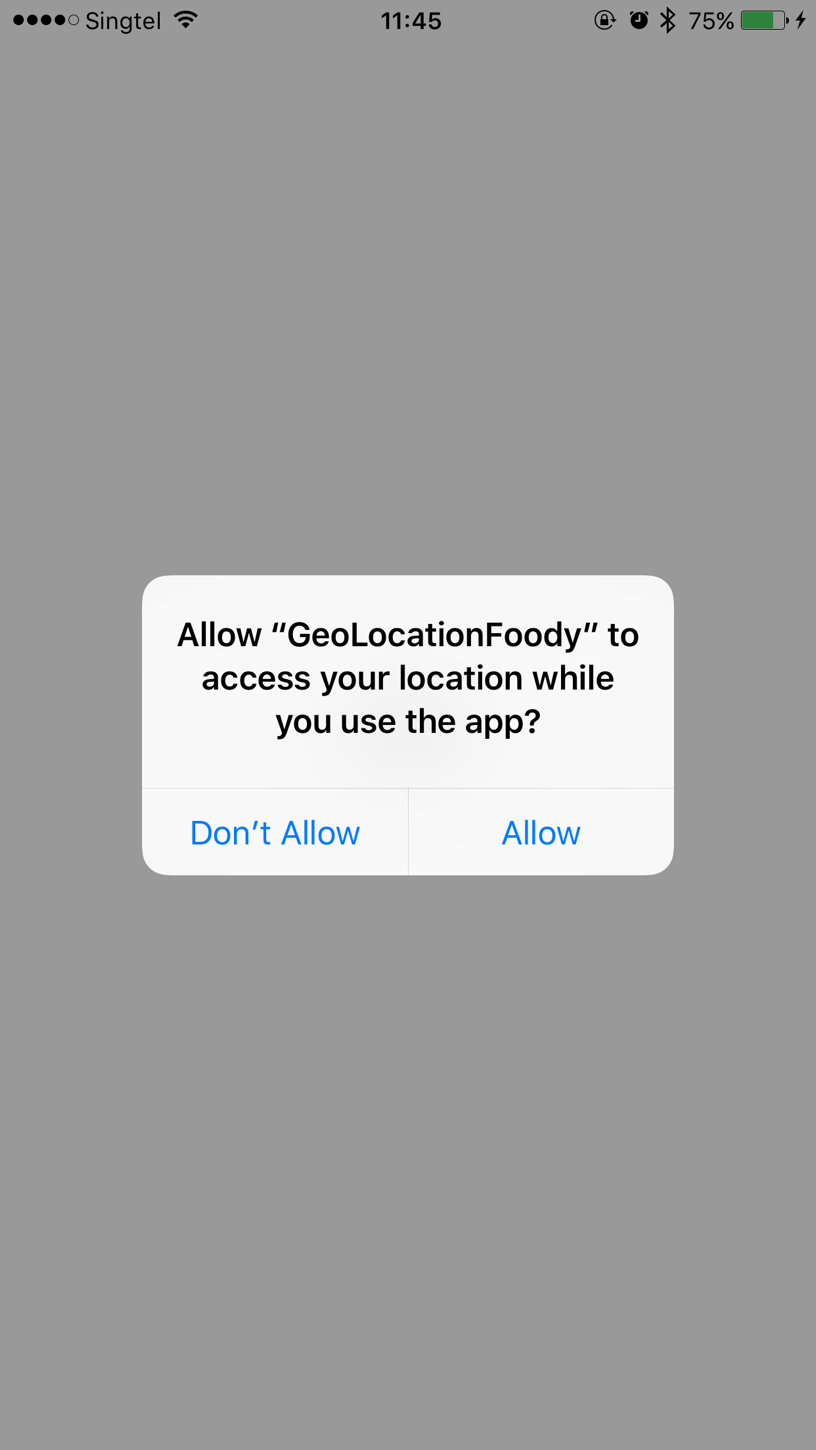 Singtel 11:45 75%
Allow “GeoLocationFoody” to
access your location while
you use the app?
Don’t Allow Allow